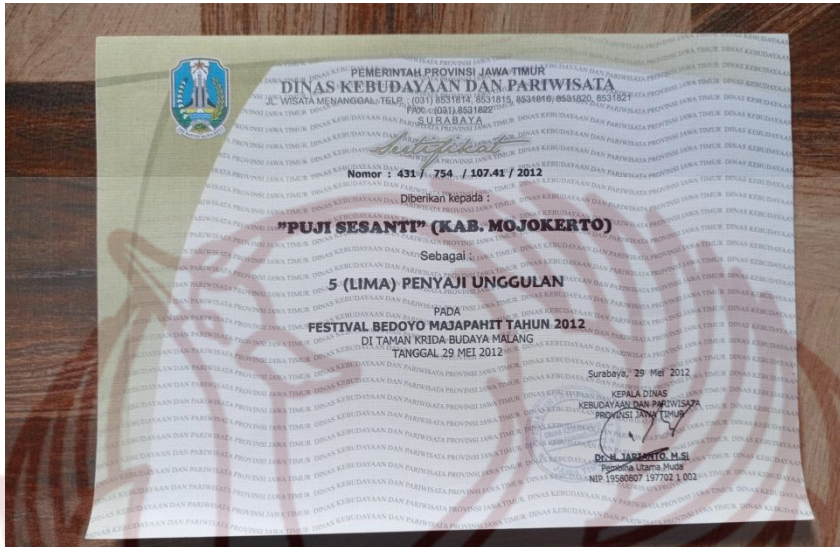 PEMERINTAH PROVINSI JAWA TIMUR
DINAS KEBUDAYAAN DAN PARIWISATA
JL. WISATA MENANGGAL, TELP : (031) 8531814, 8531815, 8531816, 8531820, 8531821
FAX : (031) 8531822
SURABAYA
Sertifikat
Nomor : 431 / 754 / 107.41 / 2012
Diberikan kepada :
"PUJI SESANTI" (KAB. MOJOKERTO)
Sebagai :
5 (LIMA) PENYAJI UNGGULAN
PADA
FESTIVAL BEDOYO MAJAPAHIT TAHUN 2012
DI TAMAN KRIDA BUDAYA MALANG
TANGGAL 29 MEI 2012
Surabaya, 29 Mei 2012
KEPALA DINAS
KEBUDAYAAN DAN PARIWISATA
PROVINSI JAWA TIMUR
Dr. H. JARIANTO, M.Si
Pembina Utama Muda
NIP 19580807 197702 1 002